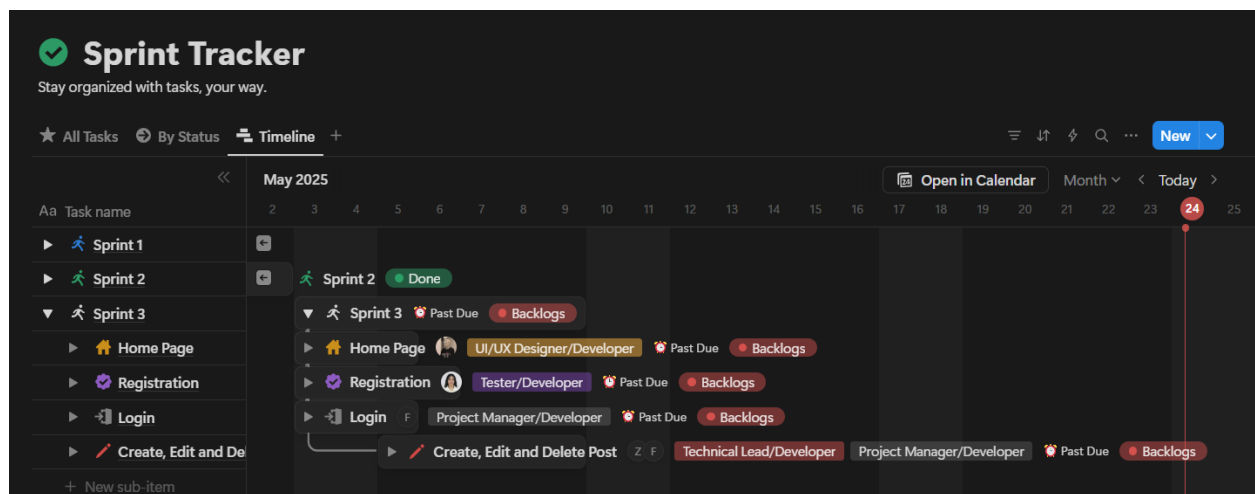 Sprint Tracker
Stay organized with tasks, your way.
All Tasks By Status Timeline + New
May 2025 24 Open in Calendar Month Today
Aa Task name 2 3 4 5 6 7 8 9 10 11 12 13 14 15 16 17 18 19 20 21 22 23 24 25
Sprint 1
Sprint 2 Sprint 2 Done
Sprint 3 Sprint 3 Past Due Backlogs
Home Page Home Page UI/UX Designer/Developer Past Due Backlogs
Registration Registration Tester/Developer Past Due Backlogs
Login Login F Project Manager/Developer Past Due Backlogs
Create, Edit and De Create, Edit and Delete Post Z F Technical Lead/Developer Project Manager/Developer Past Due Backlogs
+ New sub-item